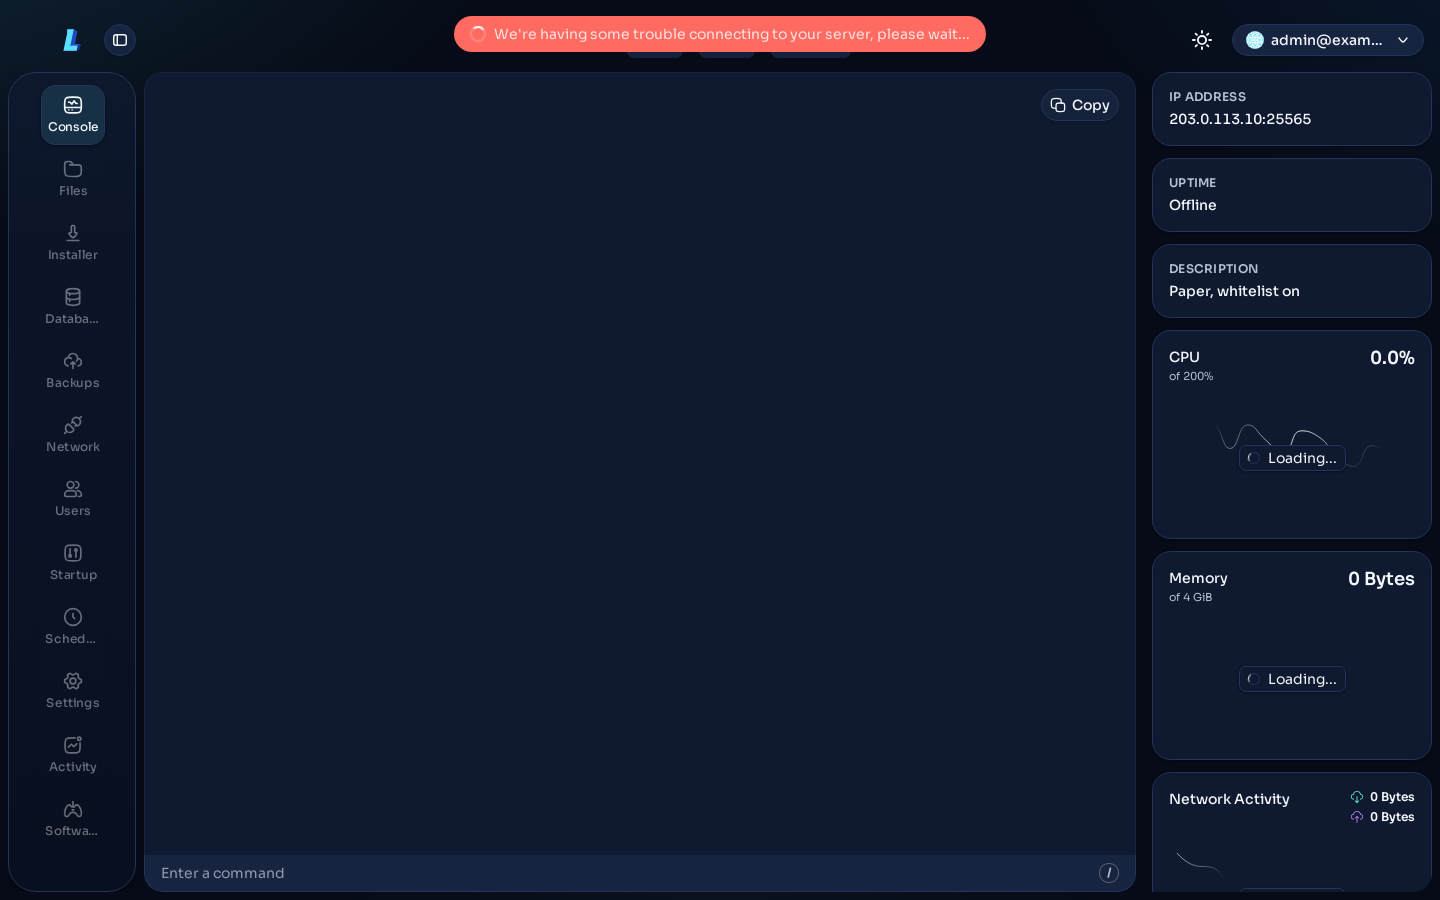 We're having some trouble connecting to your server, please wait...
admin@exam...
Console
Files
Installer
Databa...
Backups
Network
Users
Startup
Sched...
Settings
Activity
Softwa...
Copy
Enter a command
/
IP ADDRESS
203.0.113.10:25565
UPTIME
Offline
DESCRIPTION
Paper, whitelist on
CPU
0.0%
of 200%
Loading...
Memory
0 Bytes
of 4 GiB
Loading...
Network Activity
0 Bytes
0 Bytes